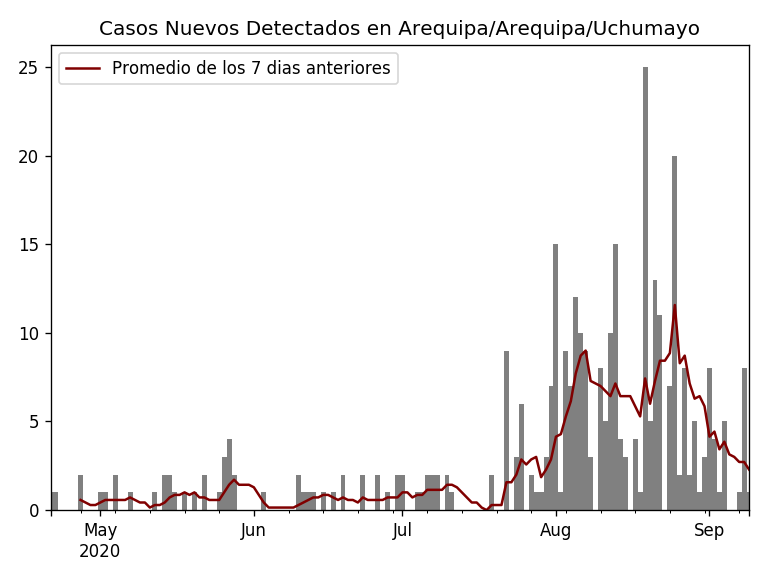 Casos Nuevos Detectados en Arequipa/Arequipa/Uchumayo
Promedio de los 7 dias anteriores
25
20
15
10
5
0
May Jun Jul Aug Sep
2020